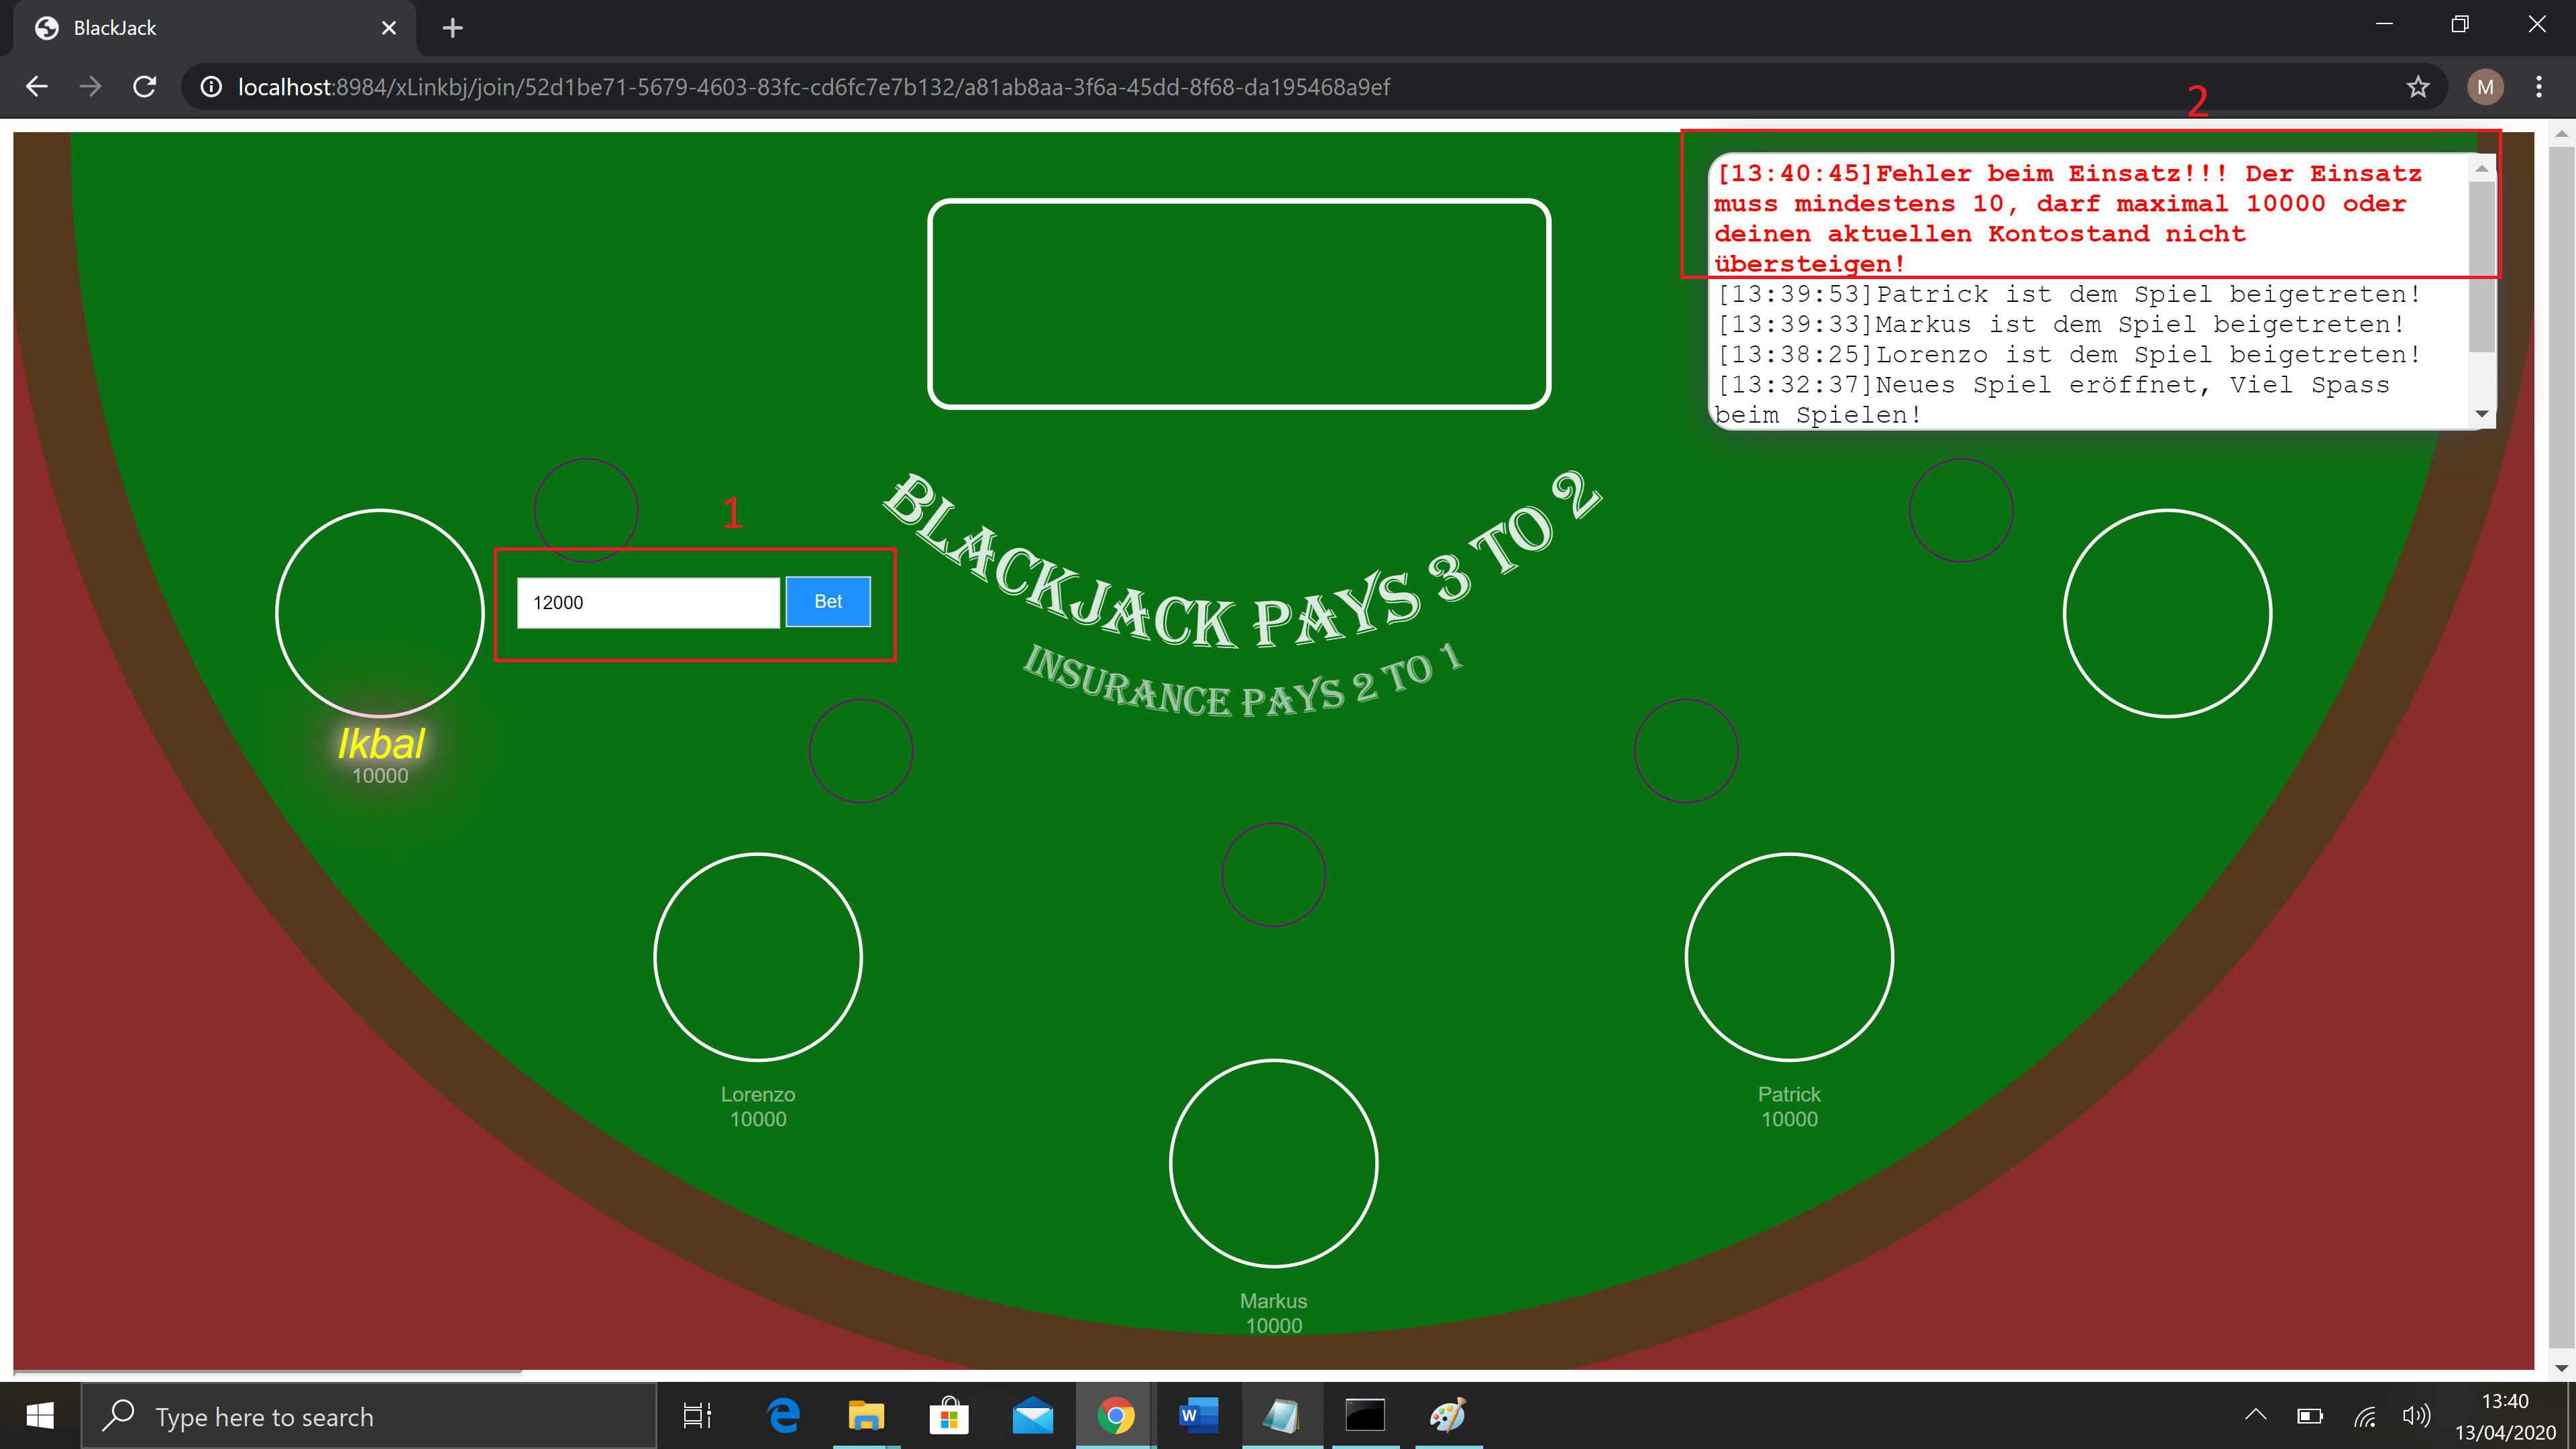 BlackJack
localhost:8984/xLinkbj/join/52d1be71-5679-4603-83fc-cd6fc7e7b132/a81ab8aa-3f6a-45dd-8f68-da195468a9ef
M
2
[13:40:45]Fehler beim Einsatz!!! Der Einsatz
muss mindestens 10, darf maximal 10000 oder
deinen aktuellen Kontostand nicht
übersteigen!
[13:39:53]Patrick ist dem Spiel beigetreten!
[13:39:33]Markus ist dem Spiel beigetreten!
[13:38:25]Lorenzo ist dem Spiel beigetreten!
[13:32:37]Neues Spiel eröffnet, Viel Spass
beim Spielen!
1
12000
Bet
BLACKJACK PAYS 3 TO 2
INSURANCE PAYS 2 TO 1
Ikbal
10000
Lorenzo
10000
Patrick
10000
Markus
10000
Type here to search
W
13:40
13/04/2020